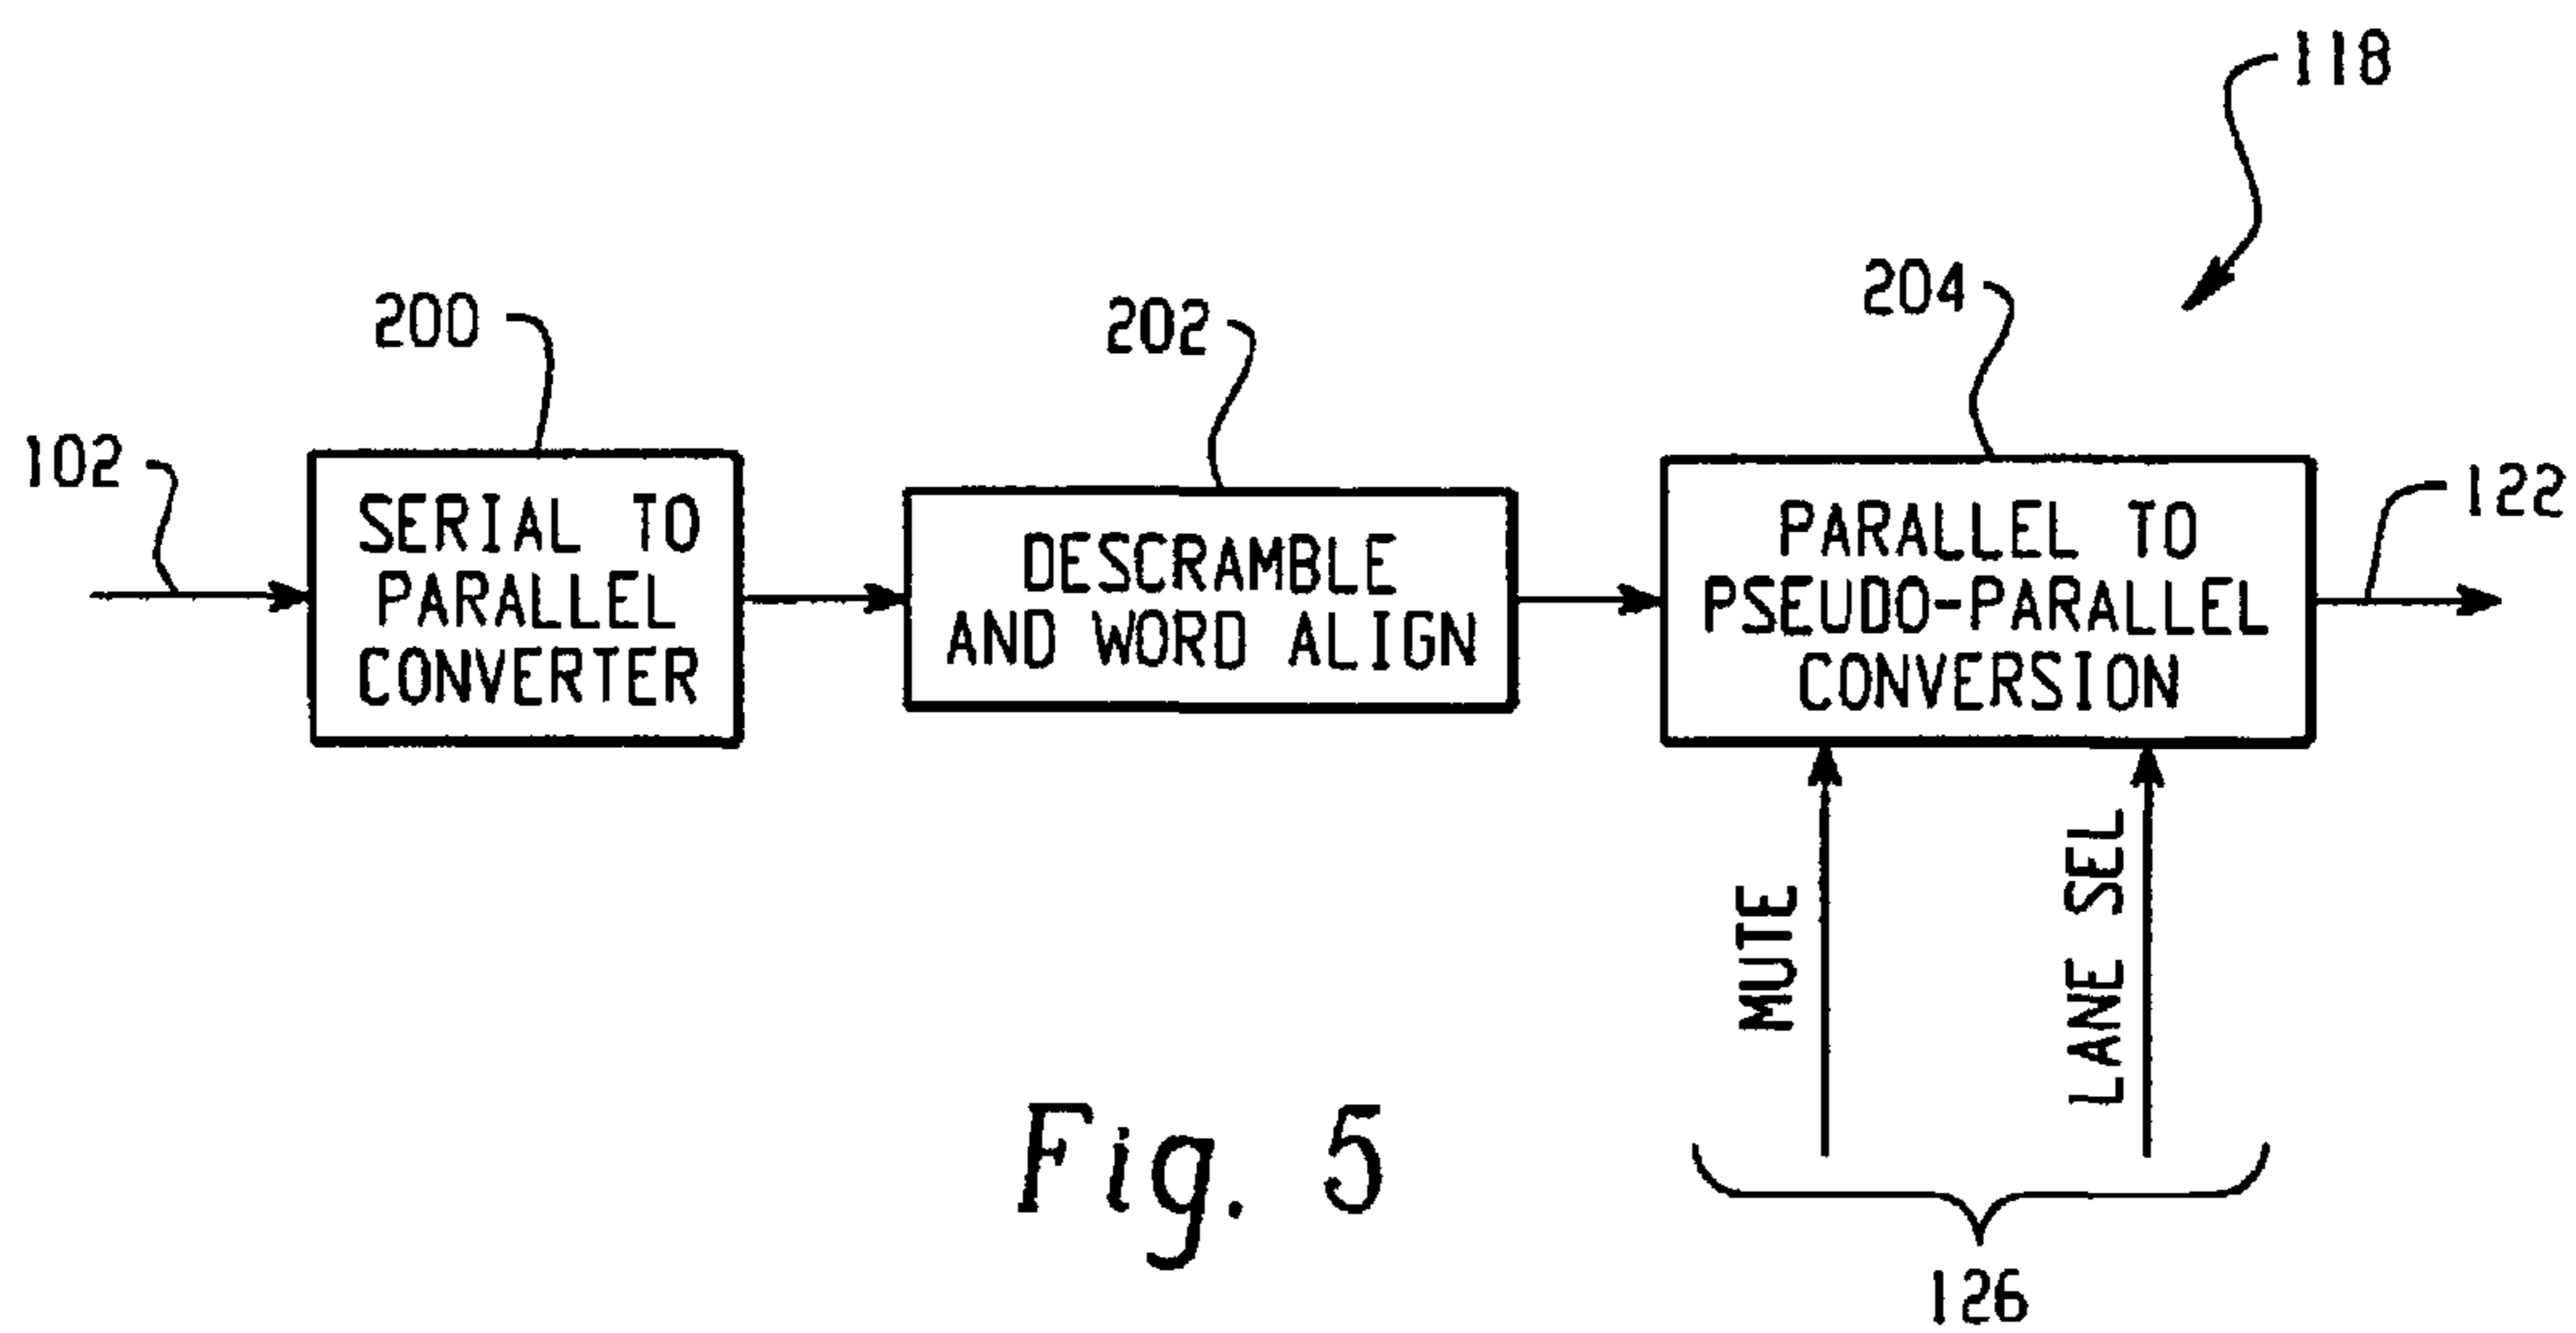 118
200
202
204
102
122
SERIAL TO
PARALLEL
CONVERTER
DESCRAMBLE
AND WORD ALIGN
PARALLEL TO
PSEUDO-PARALLEL
CONVERSION
MUTE
LANE SEL
Fig. 5
126